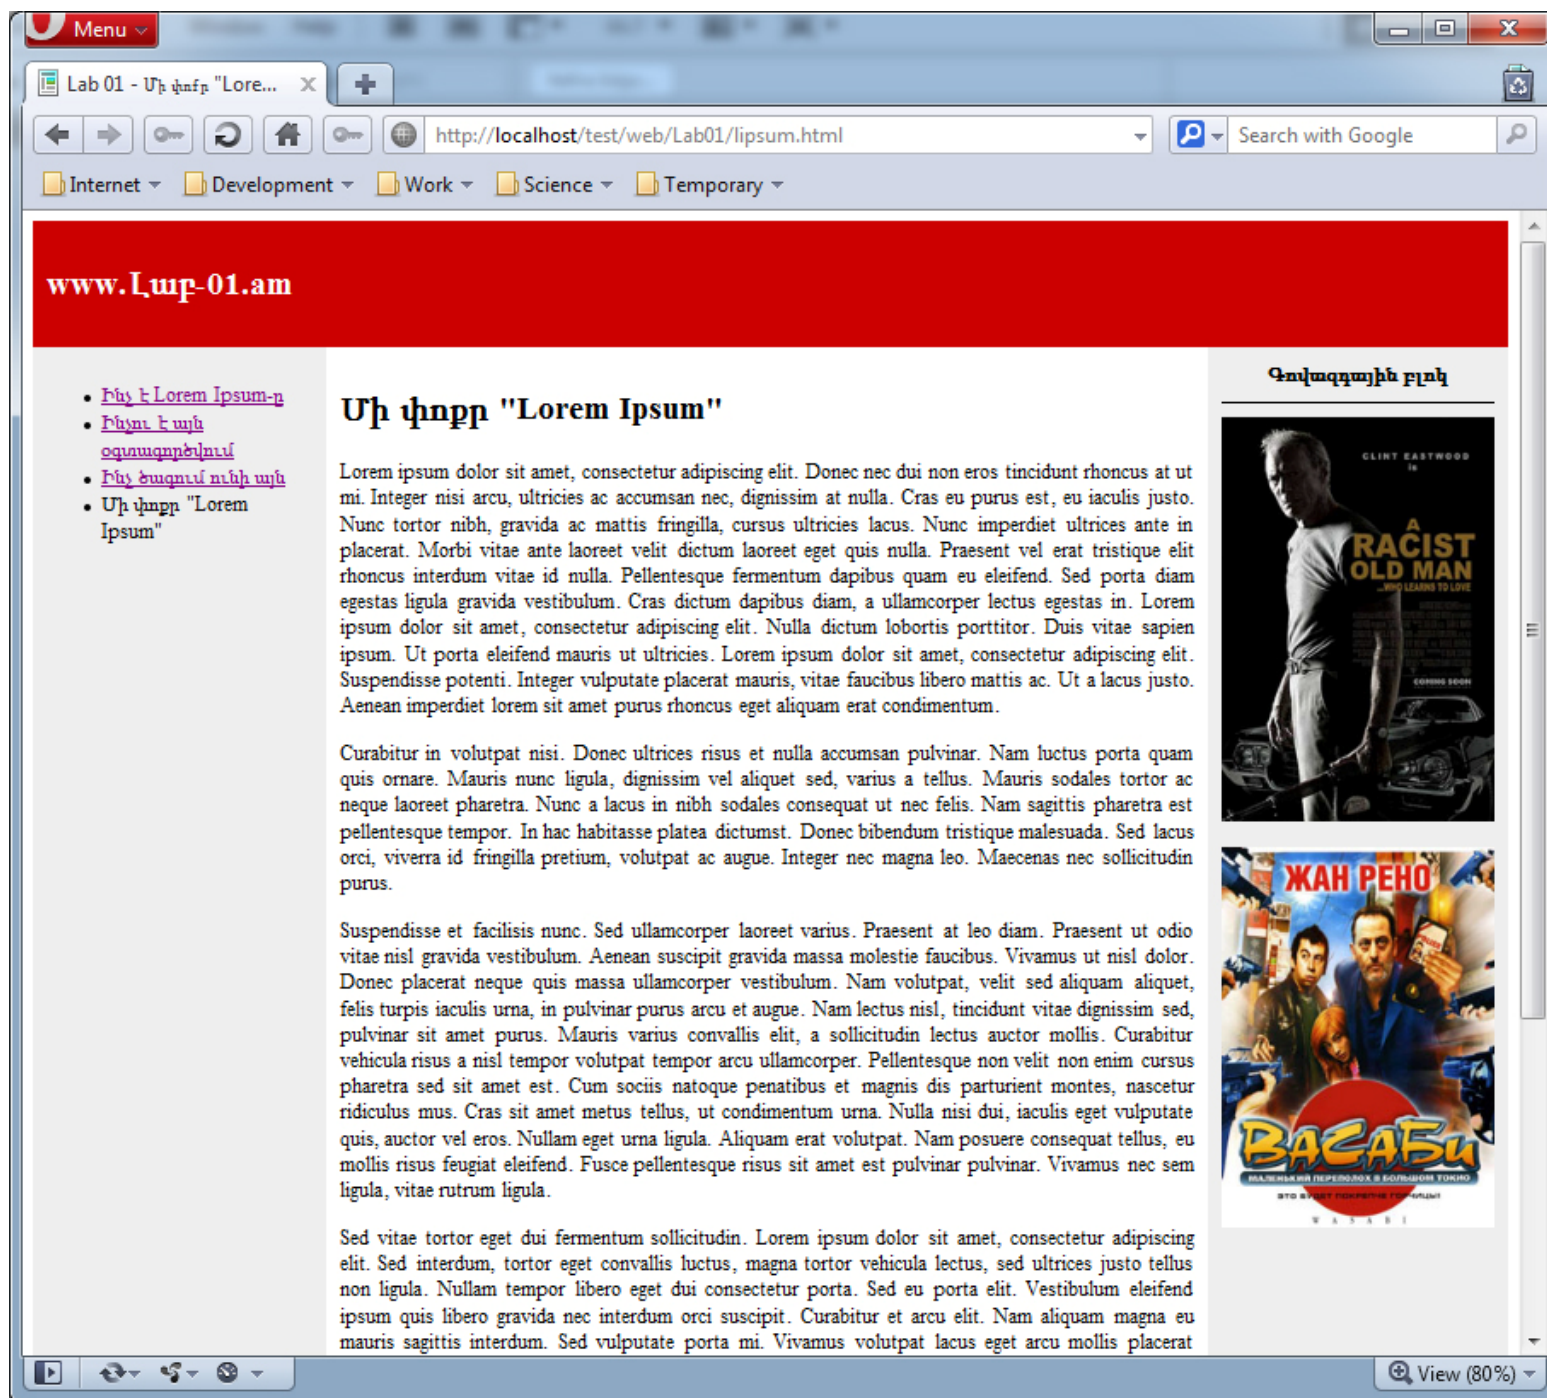 Menu
Lab 01 - Մի փոքր "Lore...
http://localhost/test/web/Lab01/lipsum.html
Search with Google
Internet
Development
Work
Science
Temporary
www.Լաբ-01.am
Ինչ է Lorem Ipsum-ը
Ինչու է այն
օգտագործվում
Ինչ ծագում ունի այն
Մի փոքր "Lorem
Ipsum"
Մի փոքր "Lorem Ipsum"
Lorem ipsum dolor sit amet, consectetur adipiscing elit. Donec nec dui non eros tincidunt rhoncus at ut
mi. Integer nisi arcu, ultricies ac accumsan nec, dignissim at nulla. Cras eu purus est, eu iaculis justo.
Nunc tortor nibh, gravida ac mattis fringilla, cursus ultricies lacus. Nunc imperdiet ultrices ante in
placerat. Morbi vitae ante laoreet velit dictum laoreet eget quis nulla. Praesent vel erat tristique elit
rhoncus interdum vitae id nulla. Pellentesque fermentum dapibus quam eu eleifend. Sed porta diam
egestas ligula gravida vestibulum. Cras dictum dapibus diam, a ullamcorper lectus egestas in. Lorem
ipsum dolor sit amet, consectetur adipiscing elit. Nulla dictum lobortis porttitor. Duis vitae sapien
ipsum. Ut porta eleifend mauris ut ultricies. Lorem ipsum dolor sit amet, consectetur adipiscing elit.
Suspendisse potenti. Integer vulputate placerat mauris, vitae faucibus libero mattis ac. Ut a lacus justo.
Aenean imperdiet lorem sit amet purus rhoncus eget aliquam erat condimentum.
Curabitur in volutpat nisi. Donec ultrices risus et nulla accumsan pulvinar. Nam luctus porta quam
quis ornare. Mauris nunc ligula, dignissim vel aliquet sed, varius a tellus. Mauris sodales tortor ac
neque laoreet pharetra. Nunc a lacus in nibh sodales consequat ut nec felis. Nam sagittis pharetra est
pellentesque tempor. In hac habitasse platea dictumst. Donec bibendum tristique malesuada. Sed lacus
orci, viverra id fringilla pretium, volutpat ac augue. Integer nec magna leo. Maecenas nec sollicitudin
purus.
Suspendisse et facilisis nunc. Sed ullamcorper laoreet varius. Praesent at leo diam. Praesent ut odio
vitae nisl gravida vestibulum. Aenean suscipit gravida massa molestie faucibus. Vivamus ut nisl dolor.
Donec placerat neque quis massa ullamcorper vestibulum. Nam volutpat, velit sed aliquam aliquet,
felis turpis iaculis urna, in pulvinar purus arcu et augue. Nam lectus nisl, tincidunt vitae dignissim sed,
pulvinar sit amet purus. Mauris varius convallis elit, a sollicitudin lectus auctor mollis. Curabitur
vehicula risus a nisl tempor volutpat tempor arcu ullamcorper. Pellentesque non velit non enim cursus
pharetra sed sit amet est. Cum sociis natoque penatibus et magnis dis parturient montes, nascetur
ridiculus mus. Cras sit amet metus tellus, ut condimentum urna. Nulla nisi dui, iaculis eget vulputate
quis, auctor vel eros. Nullam eget urna ligula. Aliquam erat volutpat. Nam posuere consequat tellus, eu
mollis risus feugiat eleifend. Fusce pellentesque risus sit amet est pulvinar pulvinar. Vivamus nec sem
ligula, vitae rutrum ligula.
Sed vitae tortor eget dui fermentum sollicitudin. Lorem ipsum dolor sit amet, consectetur adipiscing
elit. Sed interdum, tortor eget convallis luctus, magna tortor vehicula lectus, sed ultrices justo tellus
non ligula. Nullam tempor libero eget dui consectetur porta. Sed eu porta elit. Vestibulum eleifend
ipsum quis libero gravida nec interdum orci suscipit. Curabitur et arcu elit. Nam aliquam magna eu
mauris sagittis interdum. Sed vulputate porta mi. Vivamus volutpat lacus eget arcu mollis placerat
Գովազդային բլոկ
CLINT EASTWOOD
is
A
RACIST
OLD MAN
...WHO LEARNS TO LOVE
COMING SOON
ЖАН РЕНО
ВАСАБИ
МАЛЕНЬКИЙ ПЕРЕПОЛОХ В БОЛЬШОМ ТОКИО
ЭТО БУДЕТ ПОКРЕПЧЕ ГОРЧИЦЫ!
WASABI
View (80%)